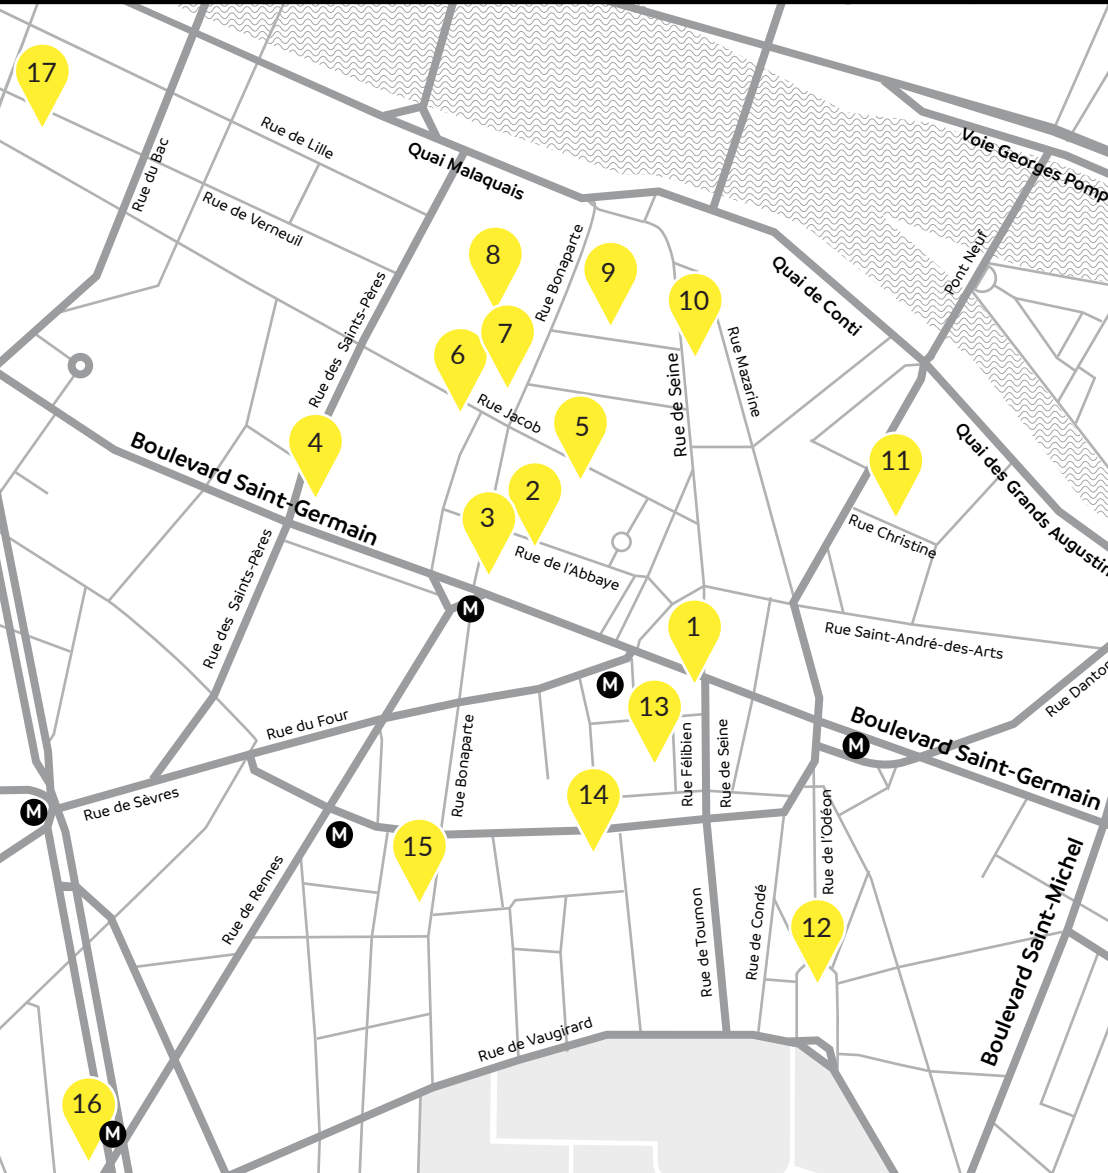 17
Rue du Bac
Rue de Lille
Quai Malaquais
Rue de Verneuil
Voie Georges Pomp
Pont Neuf
8
9
10
Rue Bonaparte
Quai de Conti
7
6
Rue des Saints-Pères
Rue Mazarine
Rue de Seine
Rue Jacob
5
4
Boulevard Saint-Germain
11
Quai des Grands Augustin
2
3
Rue Christine
Rue de l'Abbaye
Rue des Saints-Pères
M
1
Rue Saint-André-des-Arts
Rue Danto
M
13
Rue du Four
Rue Bonaparte
Rue Félibien
Rue de Seine
Boulevard Saint-Germain
M
Rue de Sèvres
M
14
M
15
Rue de l'Odéon
Boulevard Saint-Michel
Rue de Rennes
Rue de Tournon
Rue de Condé
12
Rue de Vaugirard
16
M